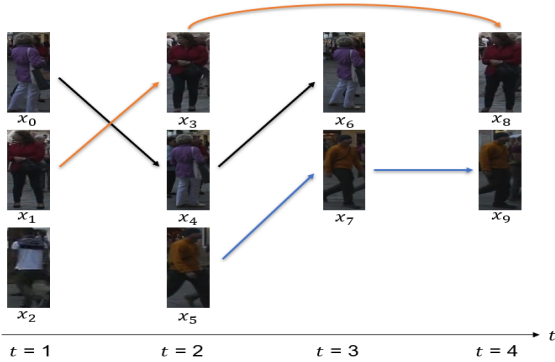 x₀ x₃ x₆ x₈
x₁ x₄ x₇ x₉
x₂ x₅
t
t = 1 t = 2 t = 3 t = 4